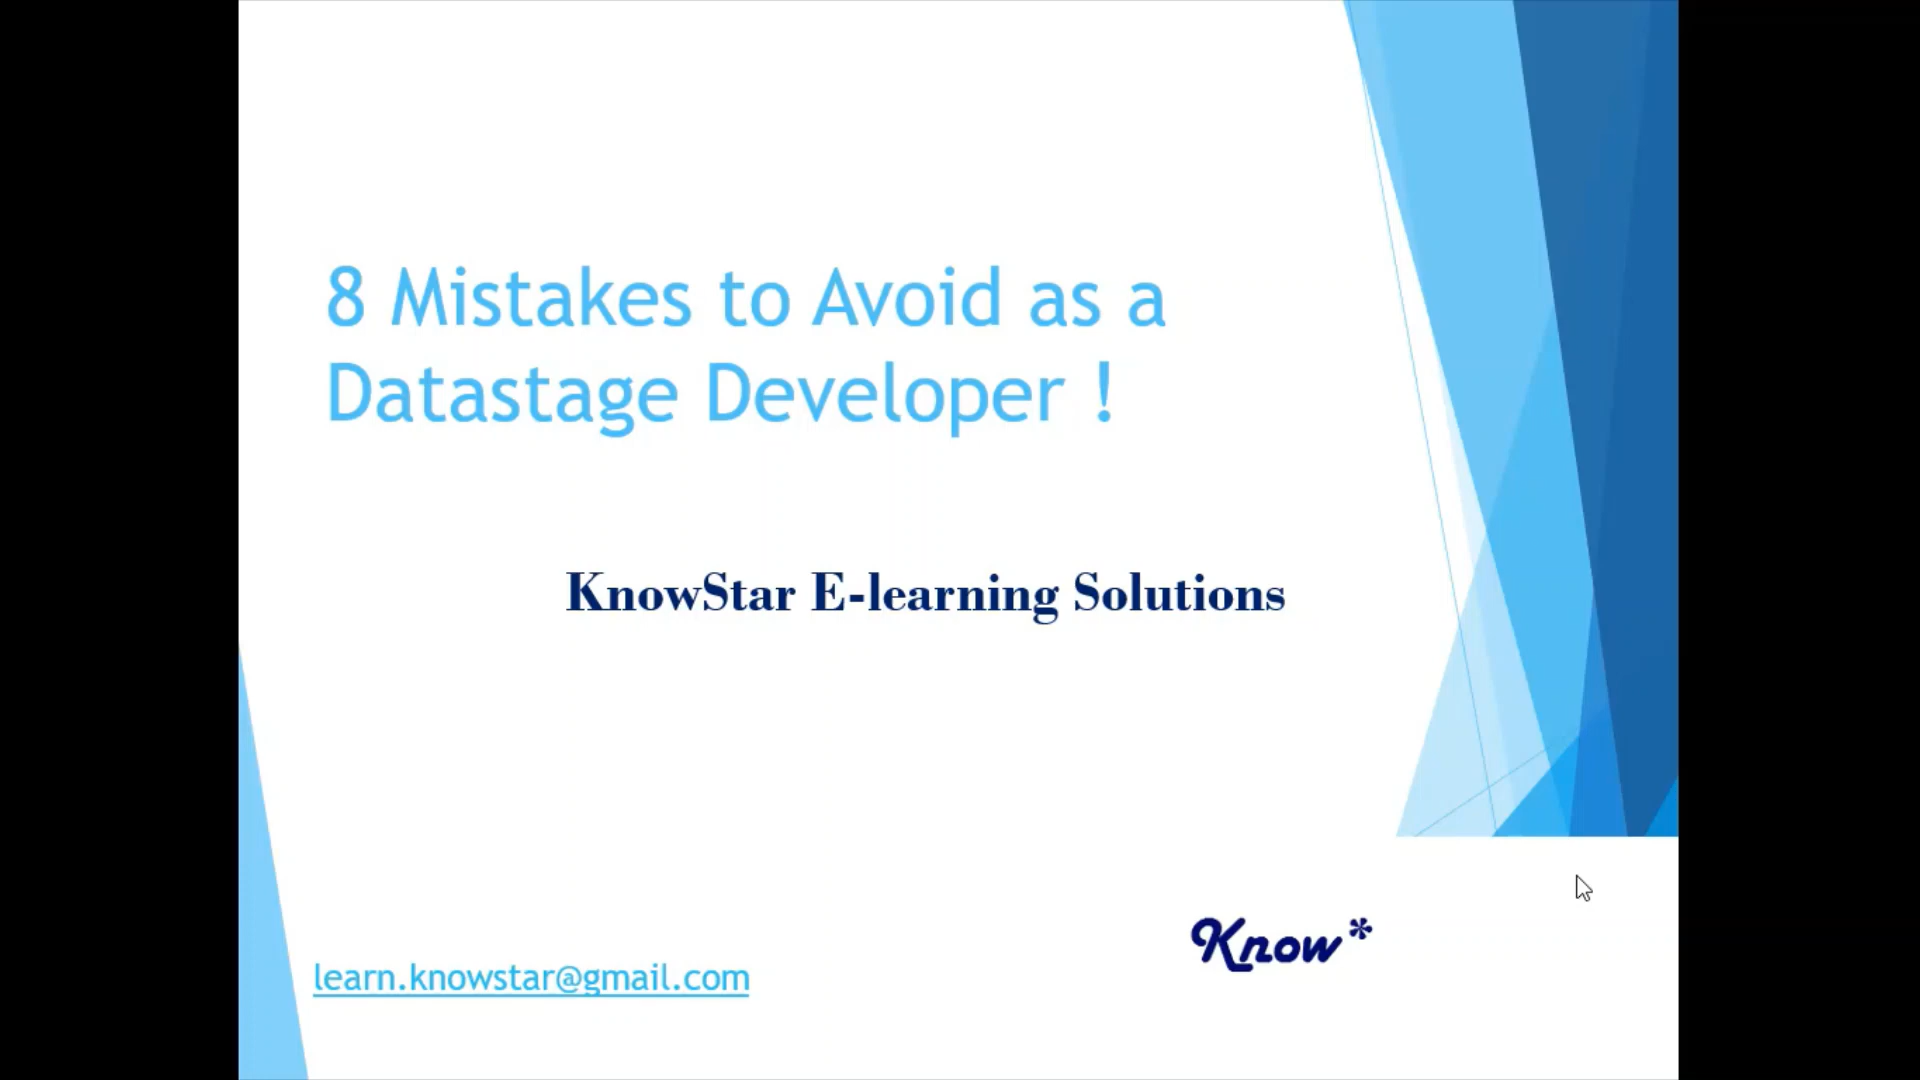 8 Mistakes to Avoid as a
Datastage Developer !
KnowStar E-learning Solutions
Know*
learn.knowstar@gmail.com